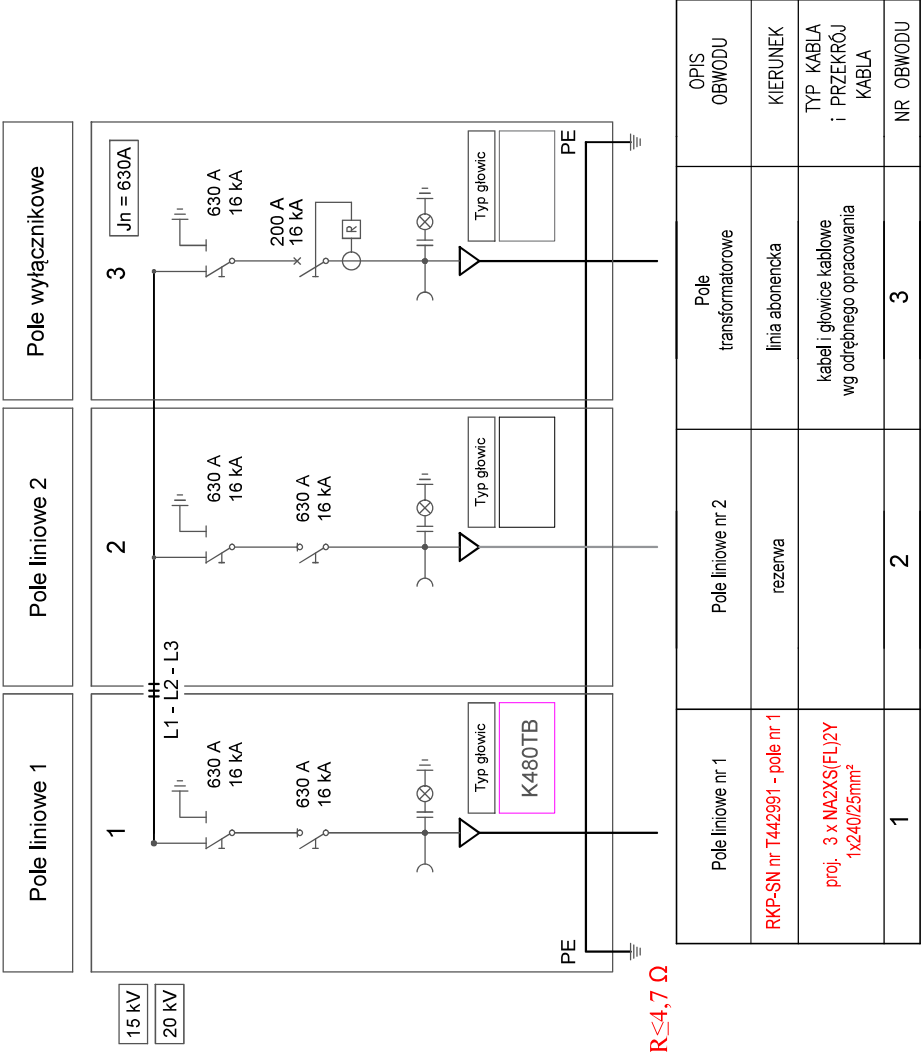 15 kV
20 kV
Pole liniowe 1
Pole liniowe 2
Pole wyłącznikowe
1
2
3
Jn = 630A
L1 - L2 - L3
630 A
16 kA
630 A
16 kA
630 A
16 kA
630 A
16 kA
630 A
16 kA
200 A
16 kA
R
Typ głowic
K480TB
Typ głowic
Typ głowic
PE
PE
R≤4,7 Ω
Pole liniowe nr 1
Pole liniowe nr 2
Pole
transformatorowe
OPIS
OBWODU
RKP-SN nr T442991 - pole nr 1
rezerwa
linia abonencka
KIERUNEK
proj. 3 x NA2XS(FL)2Y
1x240/25mm²
kabel i głowice kablowe
wg odrębnego opracowania
TYP KABLA
i PRZEKRÓJ
KABLA
1
2
3
NR OBWODU